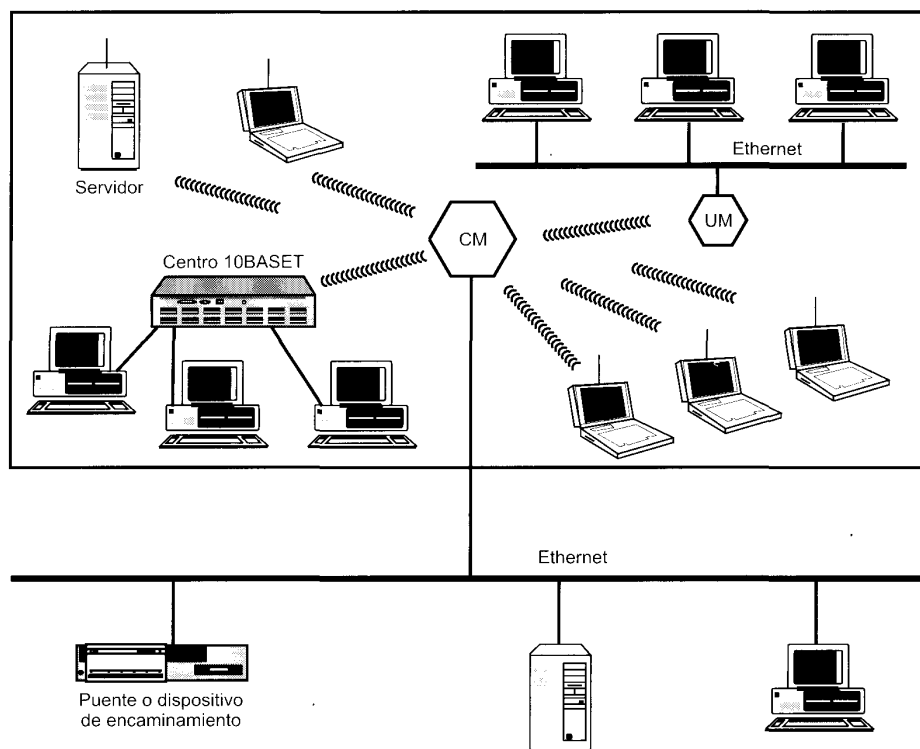 Ethernet
Servidor
CM
UM
Centro 10BASET
Ethernet
Puente o dispositivo
de encaminamiento